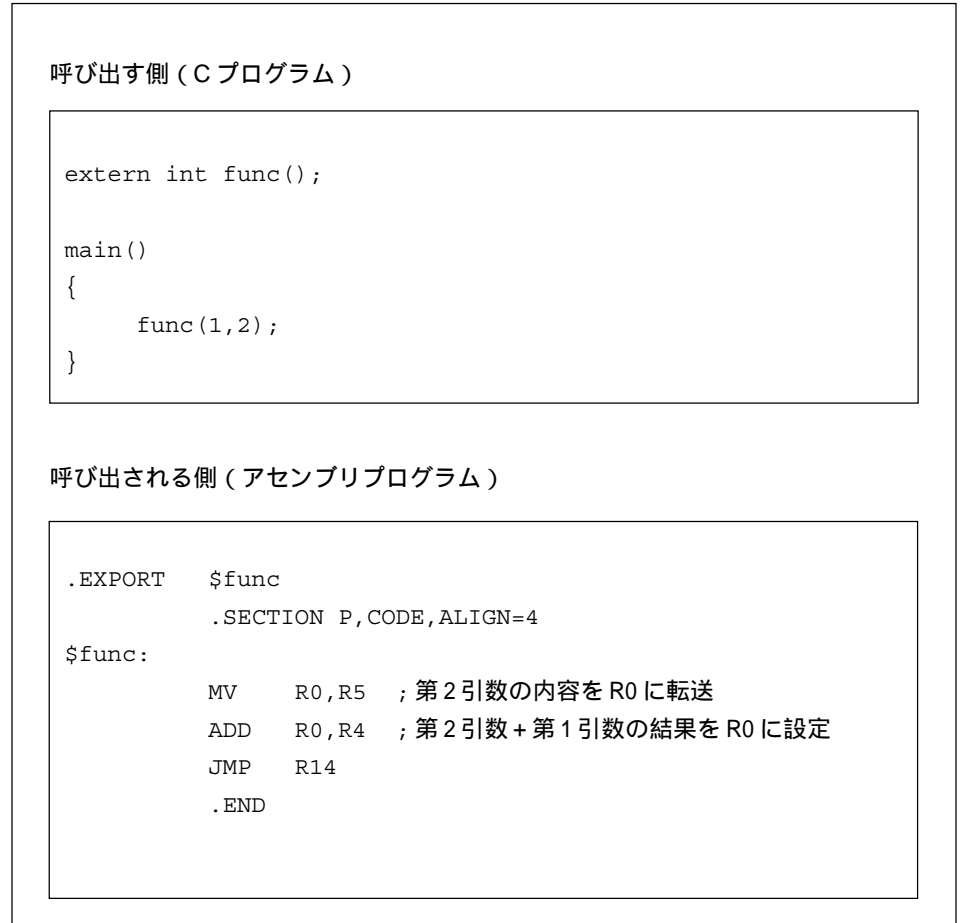 呼び出す側（C プログラム）
extern int func();
main()
{
func(1,2);
}
呼び出される側（アセンブリプログラム）
.EXPORT $func
.SECTION P,CODE,ALIGN=4
$func:
MV R0,R5 ;第2引数の内容を R0 に転送
ADD R0,R4 ;第2引数+第1引数の結果を R0 に設定
JMP R14
.END